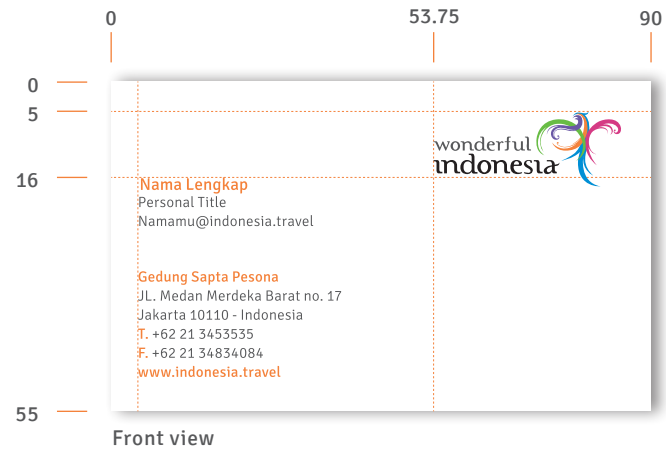 0
53.75
90
0
5
16
55
wonderful
indonesia
Nama Lengkap
Personal Title
Namamu@indonesia.travel
Gedung Sapta Pesona
JL. Medan Merdeka Barat no. 17
Jakarta 10110 - Indonesia
T. +62 21 3453535
F. +62 21 34834084
www.indonesia.travel
Front view